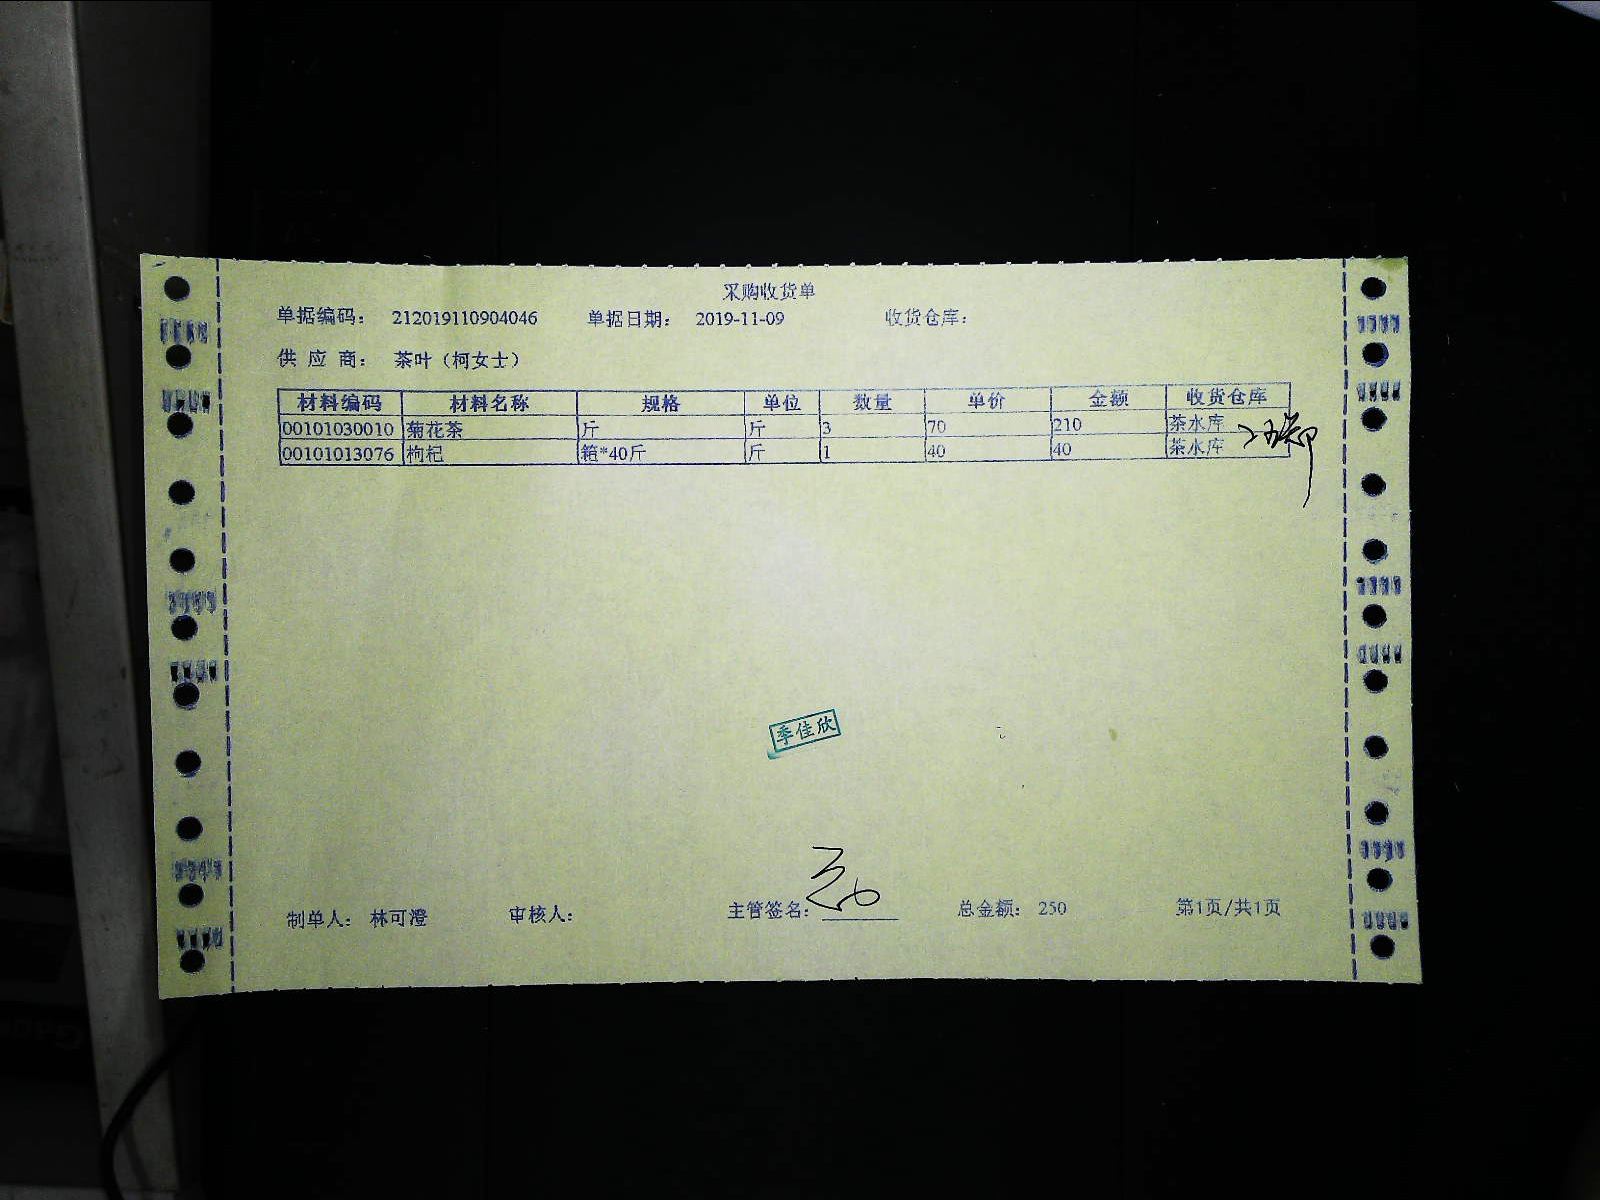 采购收货单
单据编码： 212019110904046 单据日期： 2019-11-09 收货仓库：
供 应 商： 茶叶（柯女士）
材料编码 材料名称 规格 单位 数量 单价 金额 收货仓库
00101030010 菊花茶 斤 斤 3 70 210 茶水库
00101013076 枸杞 箱*40斤 斤 1 40 40 茶水库
季佳欣
制单人： 林可澄 审核人： 主管签名： 总金额： 250 第1页/共1页